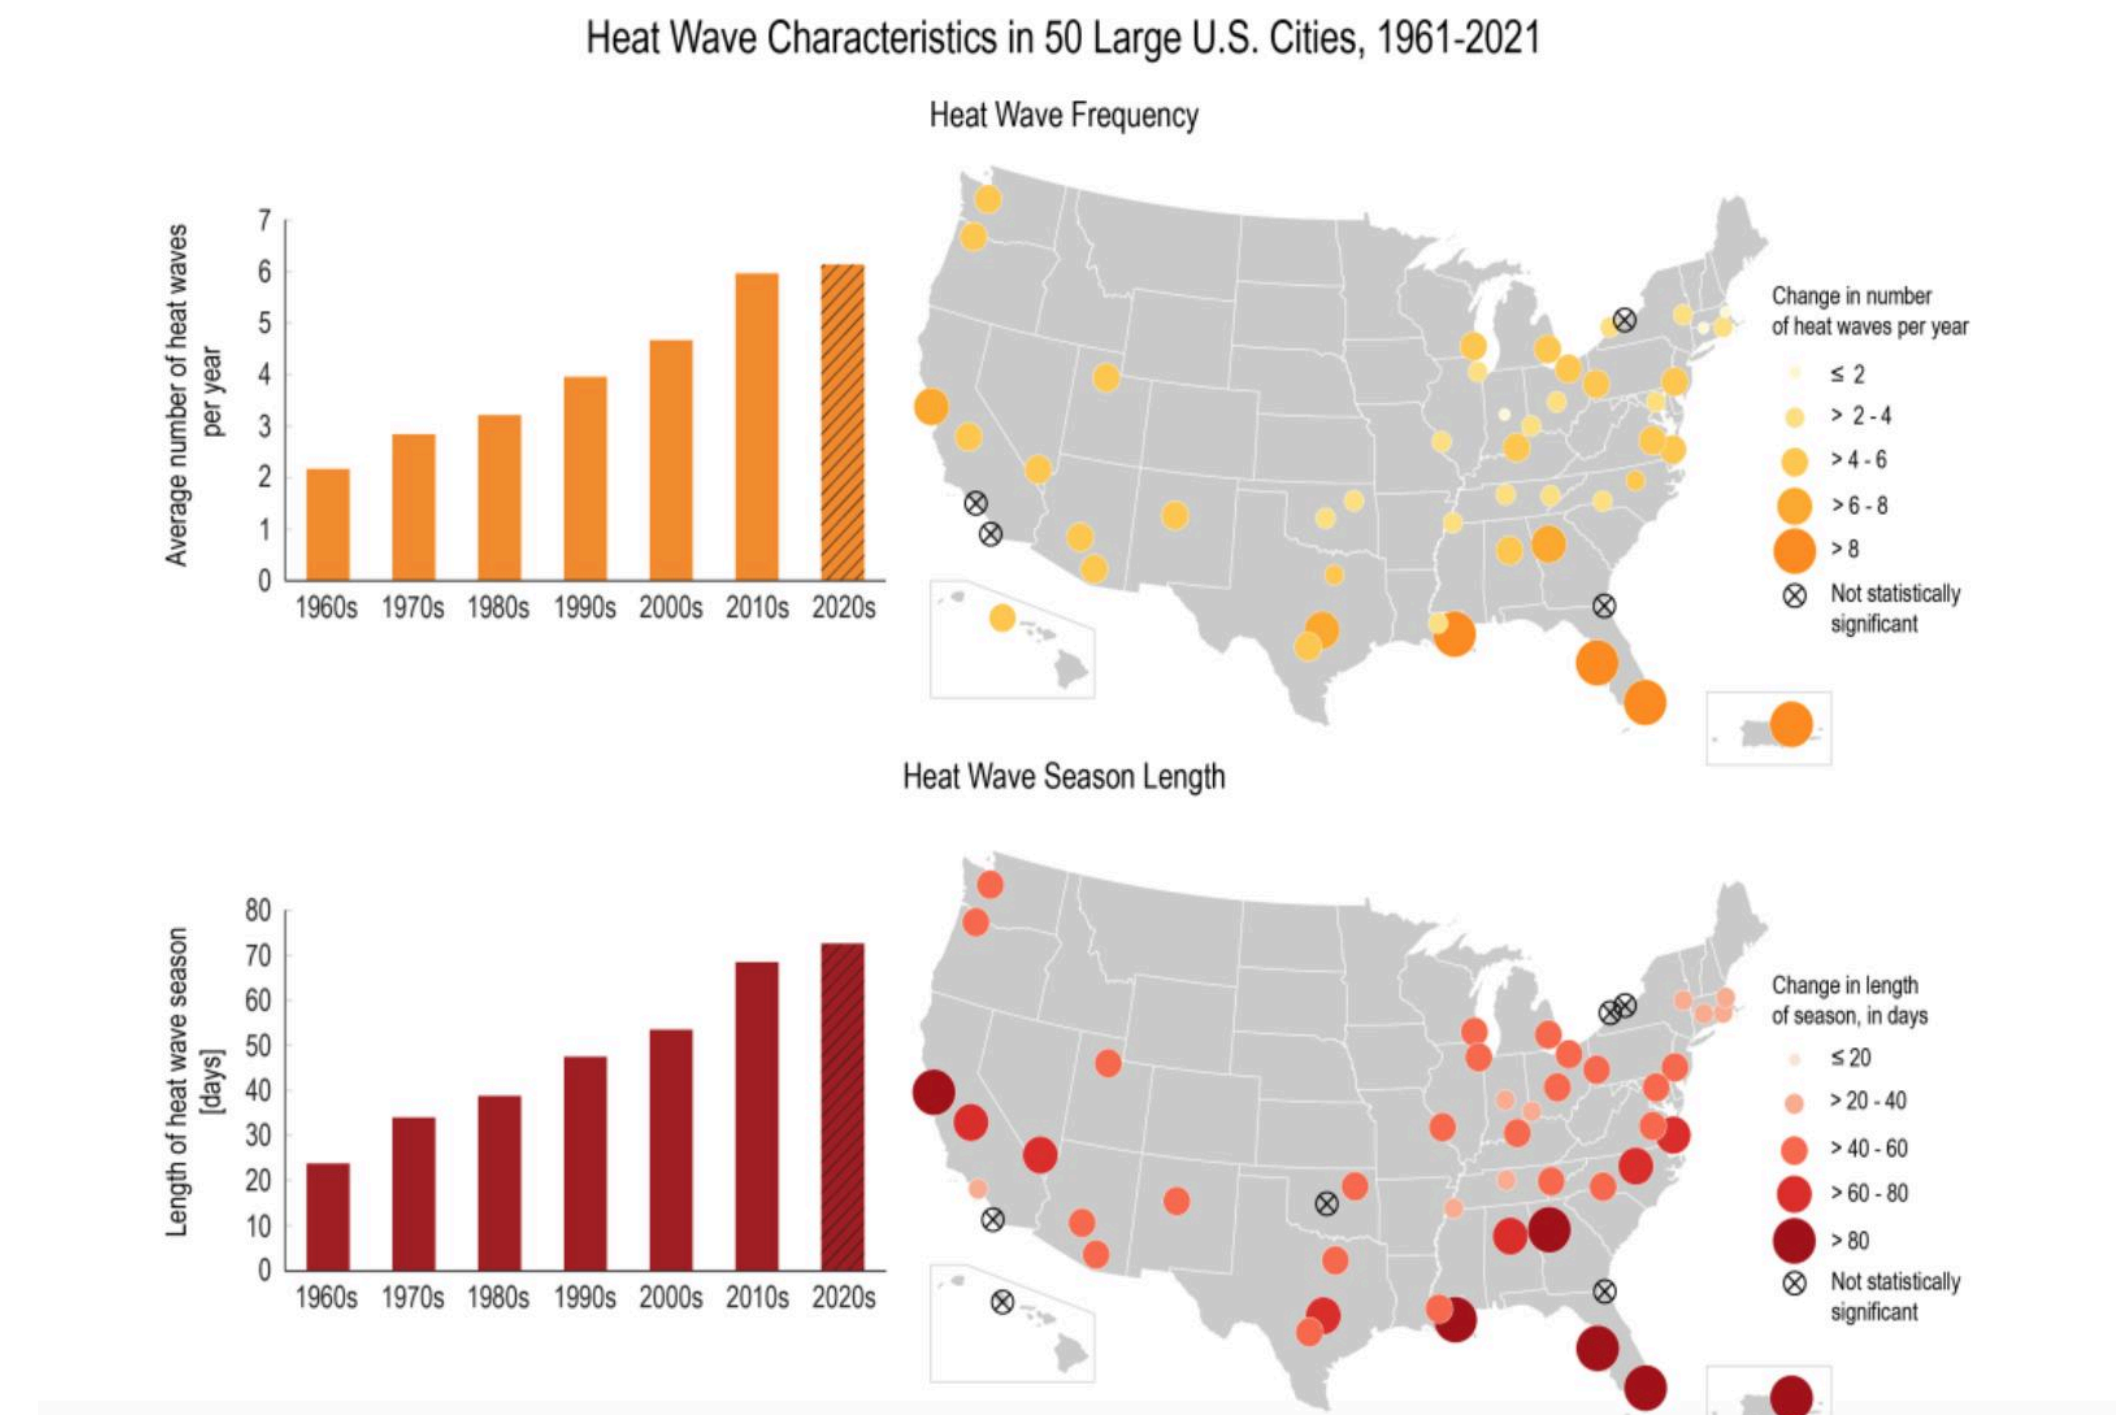 Heat Wave Characteristics in 50 Large U.S. Cities, 1961-2021
Heat Wave Frequency
Average number of heat waves
per year
7
6
5
4
3
2
1
0
1960s 1970s 1980s 1990s 2000s 2010s 2020s
Change in number
of heat waves per year
≤ 2
> 2 - 4
> 4 - 6
> 6 - 8
> 8
Not statistically
significant
Heat Wave Season Length
Length of heat wave season
[days]
80
70
60
50
40
30
20
10
0
1960s 1970s 1980s 1990s 2000s 2010s 2020s
Change in length
of season, in days
≤ 20
> 20 - 40
> 40 - 60
> 60 - 80
> 80
Not statistically
significant